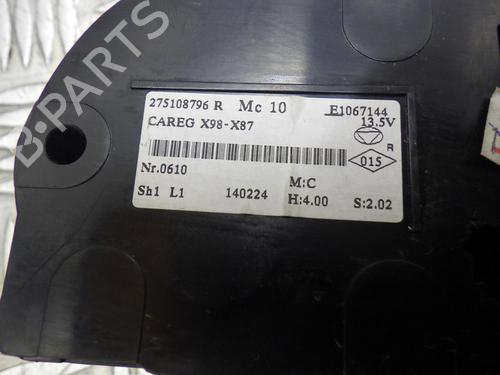 275108796 R Mc 10 E1067144
CAREG X98-X87 13.5V
R
015
Nr.0610
M:C
Sh1 L1 140224 H:4.00 S:2.02
B-PARTS